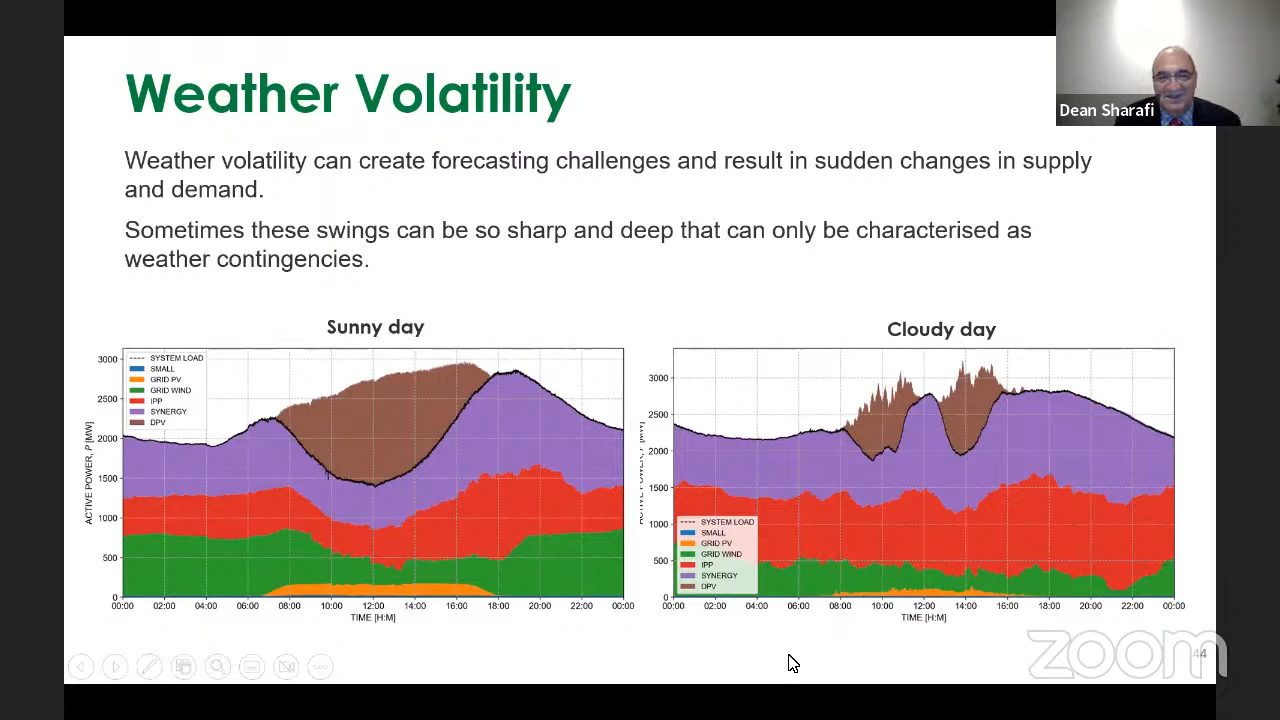 Weather Volatility
Dean Sharafi
Weather volatility can create forecasting challenges and result in sudden changes in supply
and demand.
Sometimes these swings can be so sharp and deep that can only be characterised as
weather contingencies.
Sunny day
3000
2500
2000
1500
1000
500
0
ACTIVE POWER, P [MW]
SYSTEM LOAD
SMALL
GRID PV
GRID WIND
IPP
SYNERGY
DPV
00:00 02:00 04:00 06:00 08:00 10:00 12:00 14:00 16:00 18:00 20:00 22:00 00:00
TIME [H:M]
Cloudy day
3000
2500
2000
1500
1000
500
0
ACTIVE POWER, P [MW]
SYSTEM LOAD
SMALL
GRID PV
GRID WIND
IPP
SYNERGY
DPV
00:00 02:00 04:00 06:00 08:00 10:00 12:00 14:00 16:00 18:00 20:00 22:00 00:00
TIME [H:M]
zoom
44